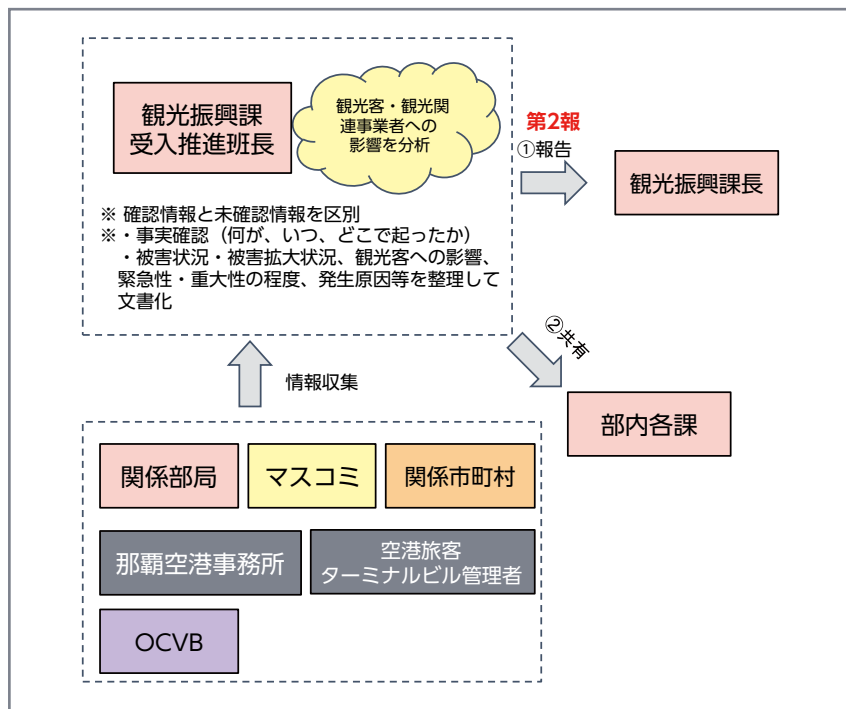 観光振興課
受入推進班長
観光客・観光関
連事業者への
影響を分析
※ 確認情報と未確認情報を区別
※・事実確認（何が、いつ、どこで起ったか）
・被害状況・被害拡大状況、観光客への影響、
緊急性・重大性の程度、発生原因等を整理して
文書化
第2報
①報告
観光振興課長
②共有
部内各課
情報収集
関係部局
マスコミ
関係市町村
那覇空港事務所
空港旅客
ターミナルビル管理者
OCVB